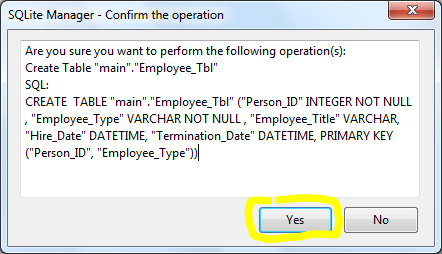 SQLite Manager - Confirm the operation
Are you sure you want to perform the following operation(s):
Create Table "main"."Employee_Tbl"
SQL:
CREATE  TABLE "main"."Employee_Tbl" ("Person_ID" INTEGER NOT NULL
, "Employee_Type" VARCHAR NOT NULL , "Employee_Title" VARCHAR,
"Hire_Date" DATETIME, "Termination_Date" DATETIME, PRIMARY KEY
("Person_ID", "Employee_Type"))
Yes No